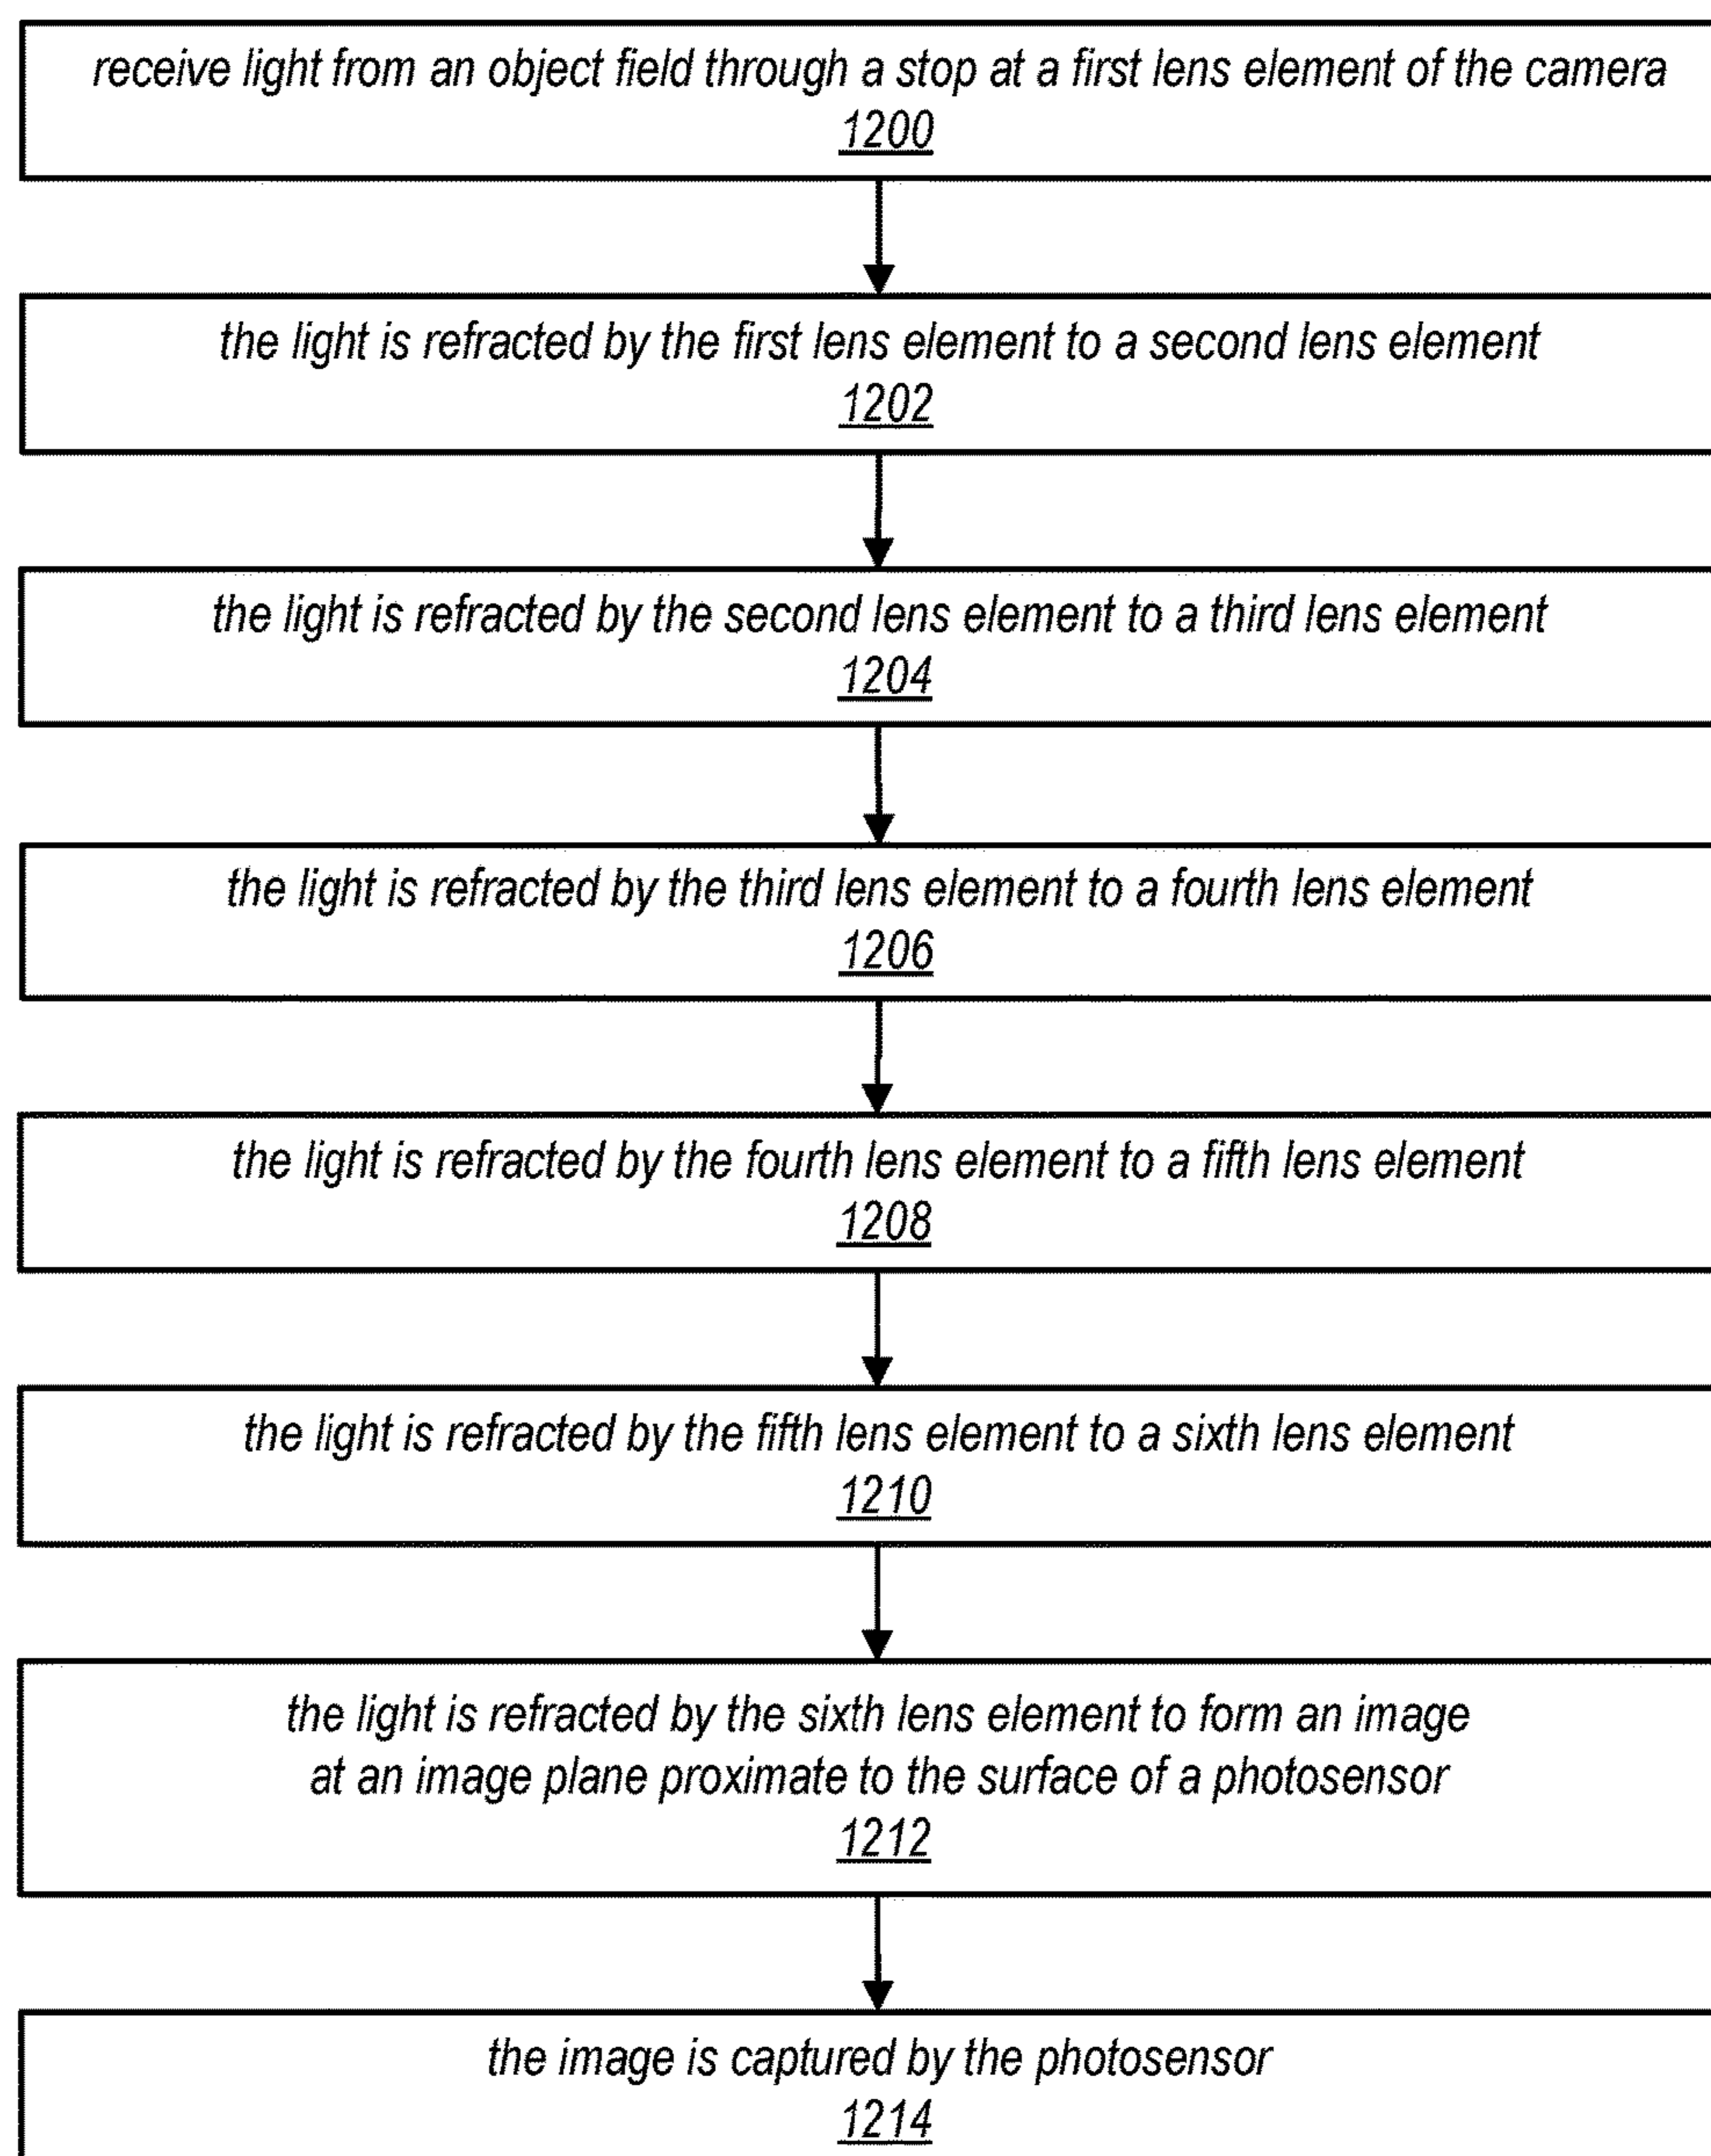 receive light from an object field through a stop at a first lens element of the camera
1200
the light is refracted by the first lens element to a second lens element
1202
the light is refracted by the second lens element to a third lens element
1204
the light is refracted by the third lens element to a fourth lens element
1206
the light is refracted by the fourth lens element to a fifth lens element
1208
the light is refracted by the fifth lens element to a sixth lens element
1210
the light is refracted by the sixth lens element to form an image
at an image plane proximate to the surface of a photosensor
1212
the image is captured by the photosensor
1214